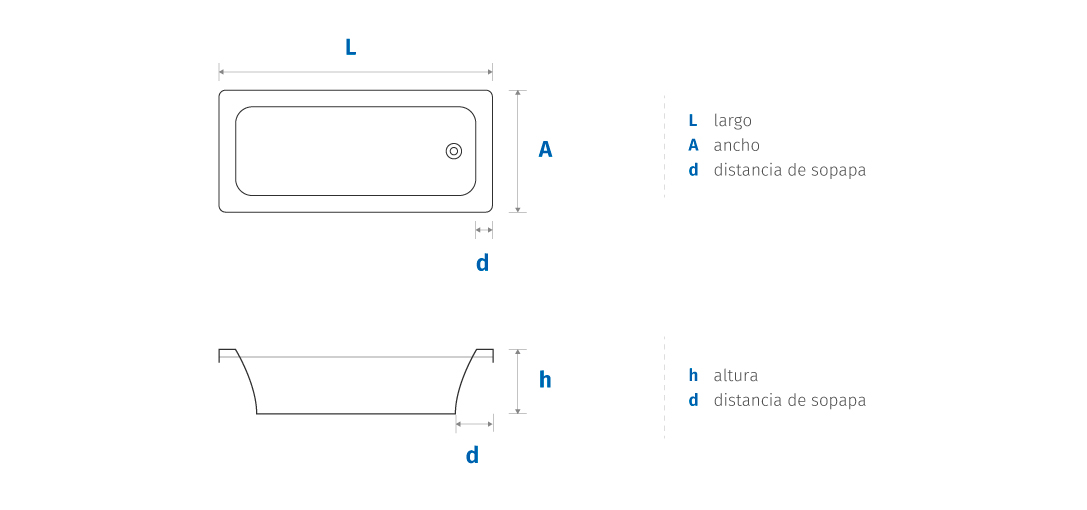 L
A
d
L largo
A ancho
d distancia de sopapa
h
d
h altura
d distancia de sopapa